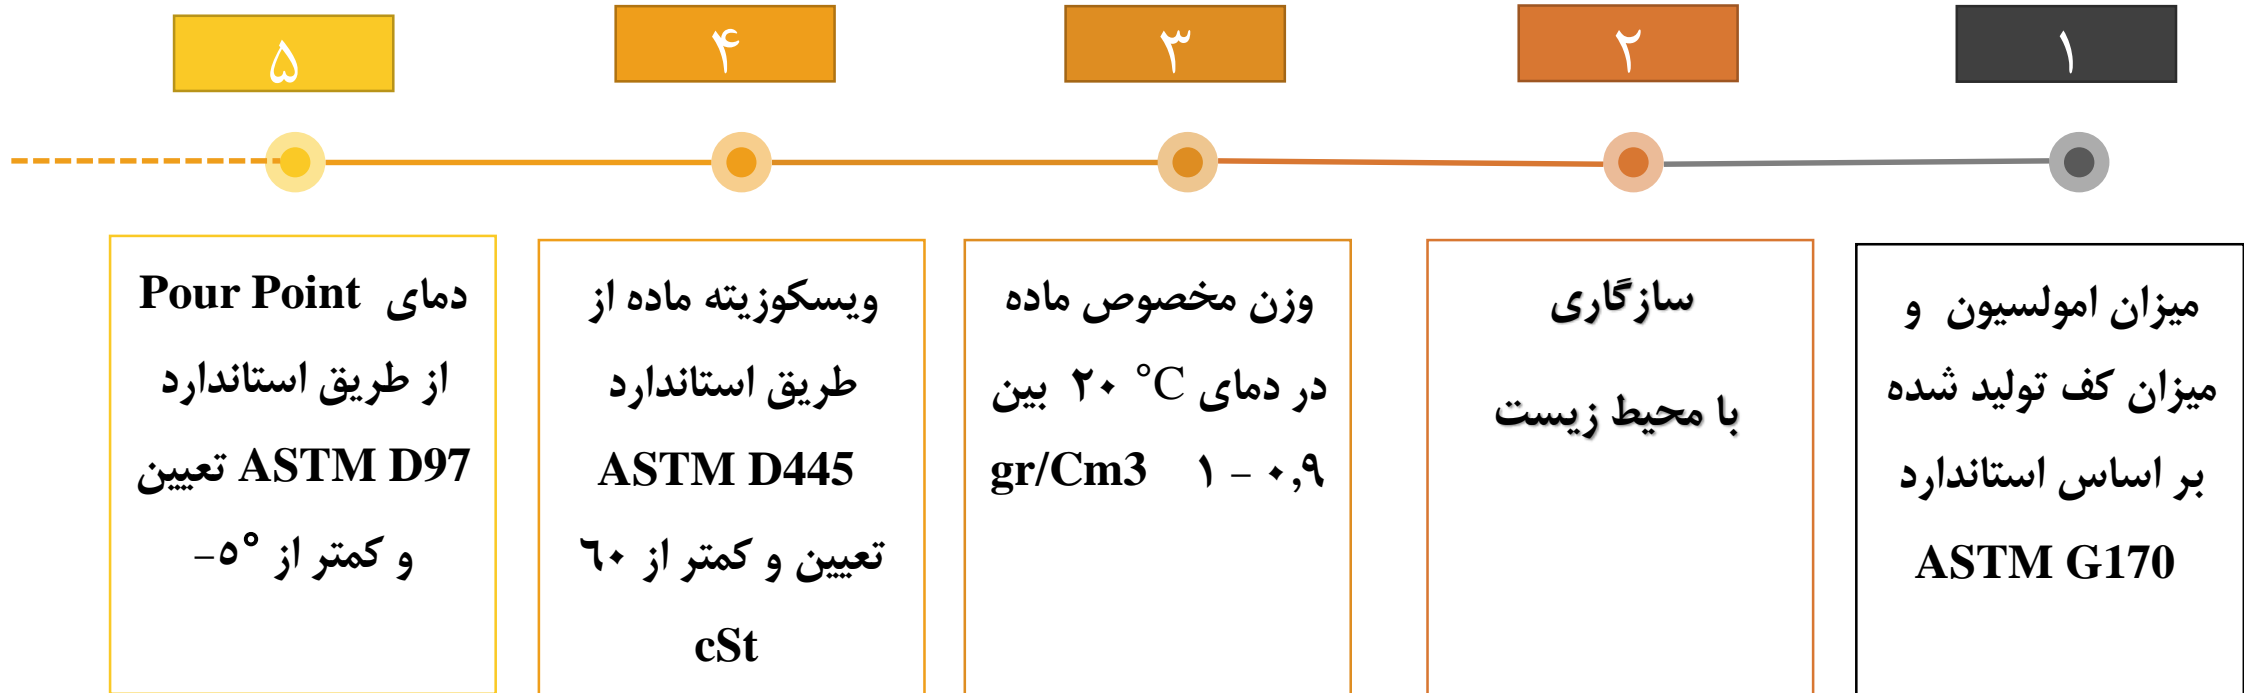 ۱
میزان امولسیون و
میزان کف تولید شده
بر اساس استاندارد
ASTM G170
۲
سازگاری
با محیط زیست
۳
وزن مخصوص ماده
در دمای ۲۰ °C بین
۰,۹ – ۱ gr/Cm3
۴
ویسکوزیته ماده از
طریق استاندارد
ASTM D445
تعیین و کمتر از ٦٠
cSt
۵
دمای Pour Point
از طریق استاندارد
ASTM D97 تعیین
و کمتر از °٥-